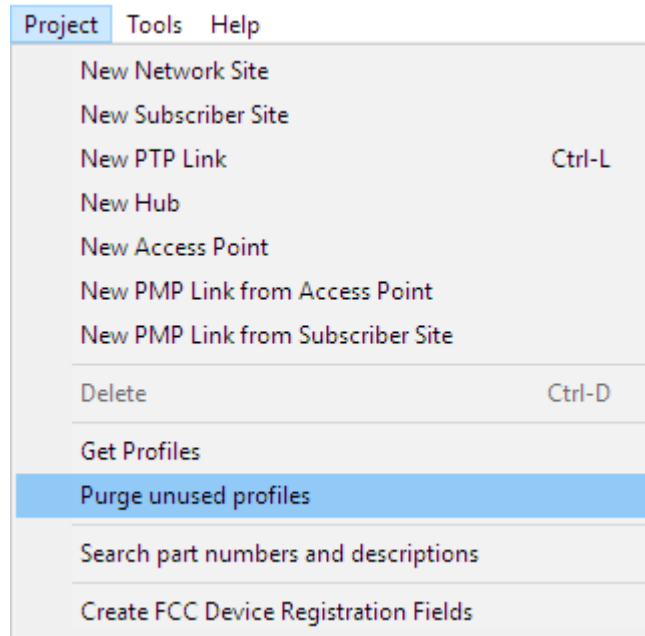 Project Tools Help
New Network Site
New Subscriber Site
New PTP Link Ctrl-L
New Hub
New Access Point
New PMP Link from Access Point
New PMP Link from Subscriber Site
Delete Ctrl-D
Get Profiles
Purge unused profiles
Search part numbers and descriptions
Create FCC Device Registration Fields